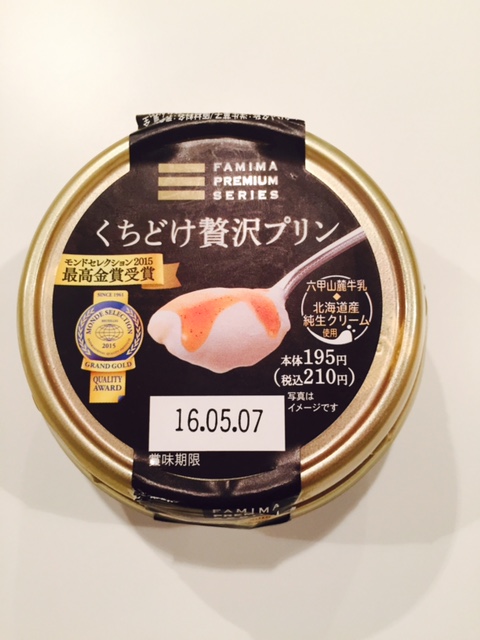 FAMIMA
PREMIUM
SERIES
くちどけ贅沢プリン
モンドセレクション2015
最高金賞受賞
SINCE 1961
MONDE SELECTION
2015
GRAND GOLD
QUALITY
AWARD
六甲山麓牛乳
北海道産
純生クリーム
使用
本体195円
(税込210円)
写真は
イメージです
16.05.07
賞味期限
FAMIMA